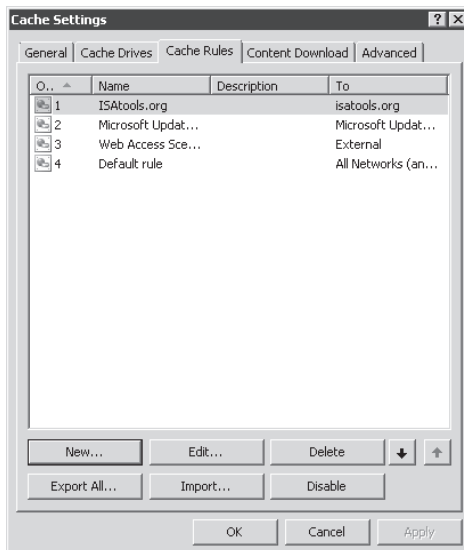 Cache Settings
General Cache Drives Cache Rules Content Download Advanced
O.. Name Description To
1 ISAtools.org isatools.org
2 Microsoft Updat... Microsoft Updat...
3 Web Access Sce... External
4 Default rule All Networks (an...
New... Edit... Delete
Export All... Import... Disable
OK Cancel Apply